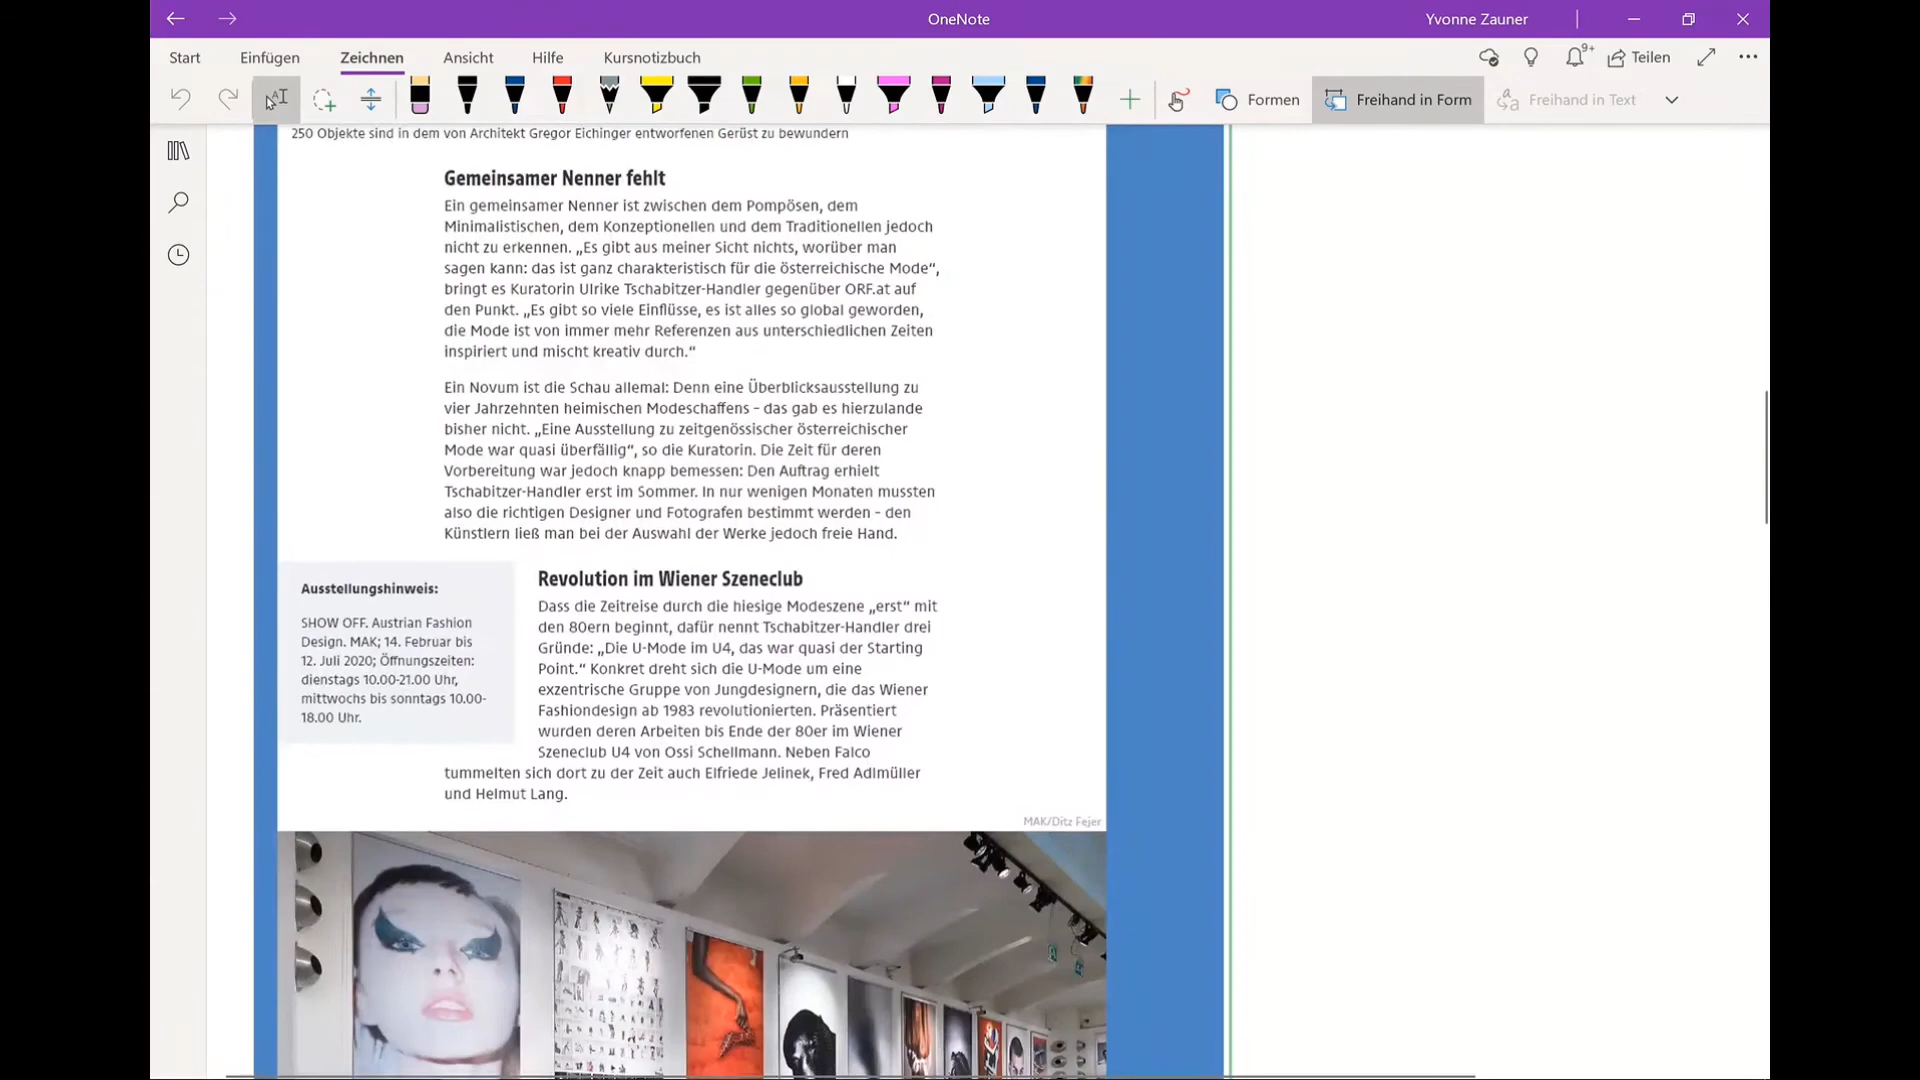 OneNote
Yvonne Zauner
Start
Einfügen
Zeichnen
Ansicht
Hilfe
Kursnotizbuch
9+
Teilen
Formen
Freihand in Form
Freihand in Text
250 Objekte sind in dem von Architekt Gregor Eichinger entworfenen Gerüst zu bewundern
Gemeinsamer Nenner fehlt
Ein gemeinsamer Nenner ist zwischen dem Pompösen, dem
Minimalistischen, dem Konzeptionellen und dem Traditionellen jedoch
nicht zu erkennen. „Es gibt aus meiner Sicht nichts, worüber man
sagen kann: das ist ganz charakteristisch für die österreichische Mode“,
bringt es Kuratorin Ulrike Tschabitzer-Handler gegenüber ORF.at auf
den Punkt. „Es gibt so viele Einflüsse, es ist alles so global geworden,
die Mode ist von immer mehr Referenzen aus unterschiedlichen Zeiten
inspiriert und mischt kreativ durch.“
Ein Novum ist die Schau allemal: Denn eine Überblicksausstellung zu
vier Jahrzehnten heimischen Modeschaffens - das gab es hierzulande
bisher nicht. „Eine Ausstellung zu zeitgenössischer österreichischer
Mode war quasi überfällig“, so die Kuratorin. Die Zeit für deren
Vorbereitung war jedoch knapp bemessen: Den Auftrag erhielt
Tschabitzer-Handler erst im Sommer. In nur wenigen Monaten mussten
also die richtigen Designer und Fotografen bestimmt werden - den
Künstlern ließ man bei der Auswahl der Werke jedoch freie Hand.
Ausstellungshinweis:
SHOW OFF. Austrian Fashion
Design. MAK; 14. Februar bis
12. Juli 2020; Öffnungszeiten:
dienstags 10.00-21.00 Uhr,
mittwochs bis sonntags 10.00-
18.00 Uhr.
Revolution im Wiener Szeneclub
Dass die Zeitreise durch die hiesige Modeszene „erst“ mit
den 80ern beginnt, dafür nennt Tschabitzer-Handler drei
Gründe: „Die U-Mode im U4, das war quasi der Starting
Point.“ Konkret dreht sich die U-Mode um eine
exzentrische Gruppe von Jungdesignern, die das Wiener
Fashiondesign ab 1983 revolutionierten. Präsentiert
wurden deren Arbeiten bis Ende der 80er im Wiener
Szeneclub U4 von Ossi Schellmann. Neben Falco
tummelten sich dort zu der Zeit auch Elfriede Jelinek, Fred Adlmüller
und Helmut Lang.
MAK/Ditz Fejer